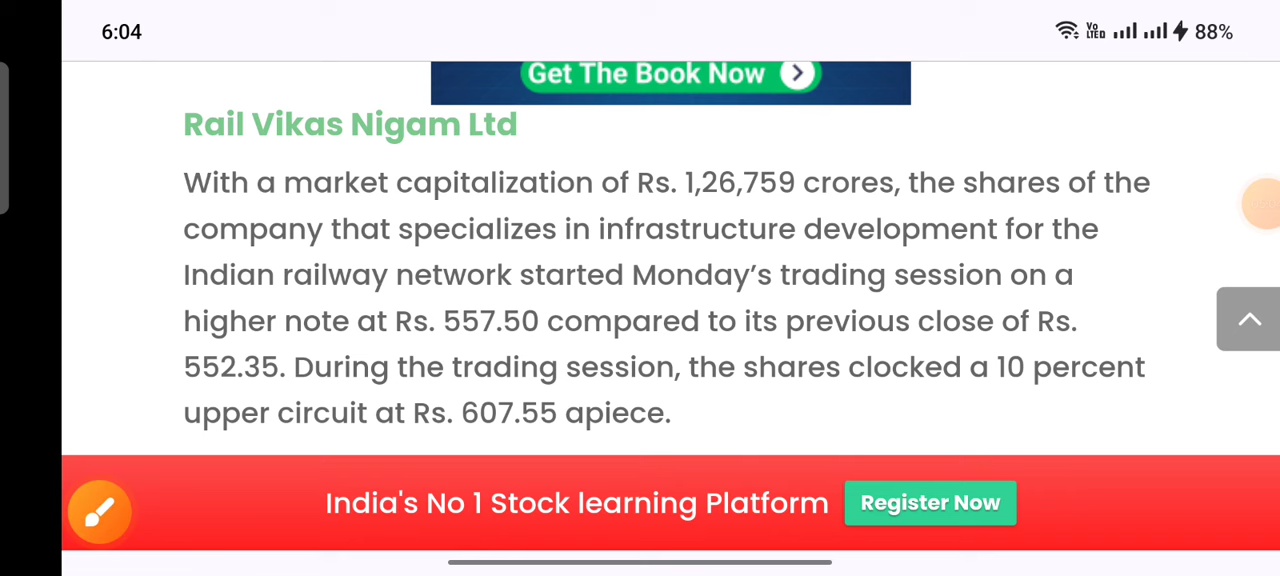 6:04
Vo
LTED
88%
Get The Book Now
Rail Vikas Nigam Ltd
With a market capitalization of Rs. 1,26,759 crores, the shares of the
company that specializes in infrastructure development for the
Indian railway network started Monday’s trading session on a
higher note at Rs. 557.50 compared to its previous close of Rs.
552.35. During the trading session, the shares clocked a 10 percent
upper circuit at Rs. 607.55 apiece.
India's No 1 Stock learning Platform
Register Now